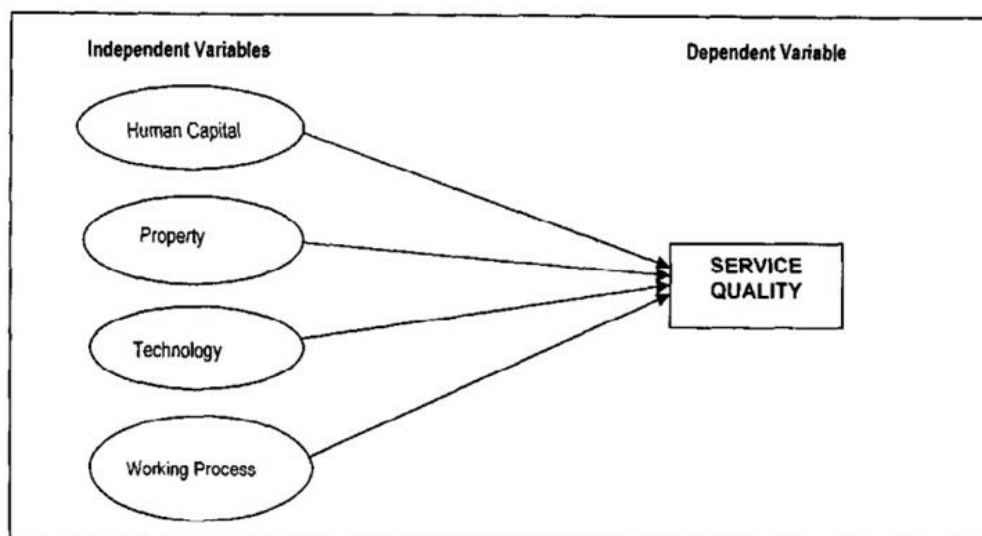 Independent Variables
Dependent Variable
Human Capital
Property
Technology
Working Process
SERVICE
QUALITY